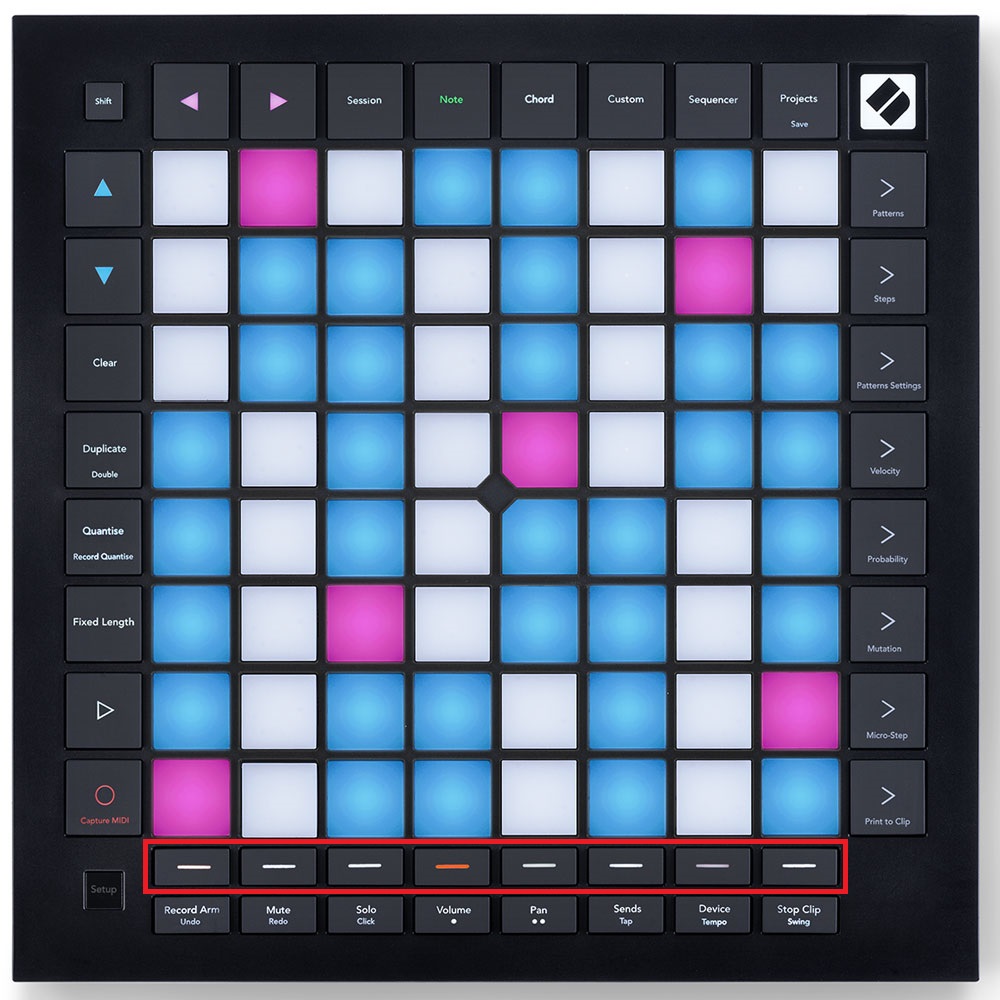 Shift
Session
Note
Chord
Custom
Sequencer
Projects
Save
Patterns
Steps
Clear
Patterns Settings
Duplicate
Double
Velocity
Quantise
Record Quantise
Probability
Fixed Length
Mutation
Micro-Step
Capture MIDI
Print to Clip
Setup
Record Arm
Undo
Mute
Redo
Solo
Click
Volume
Pan
Sends
Tap
Device
Tempo
Stop Clip
Swing